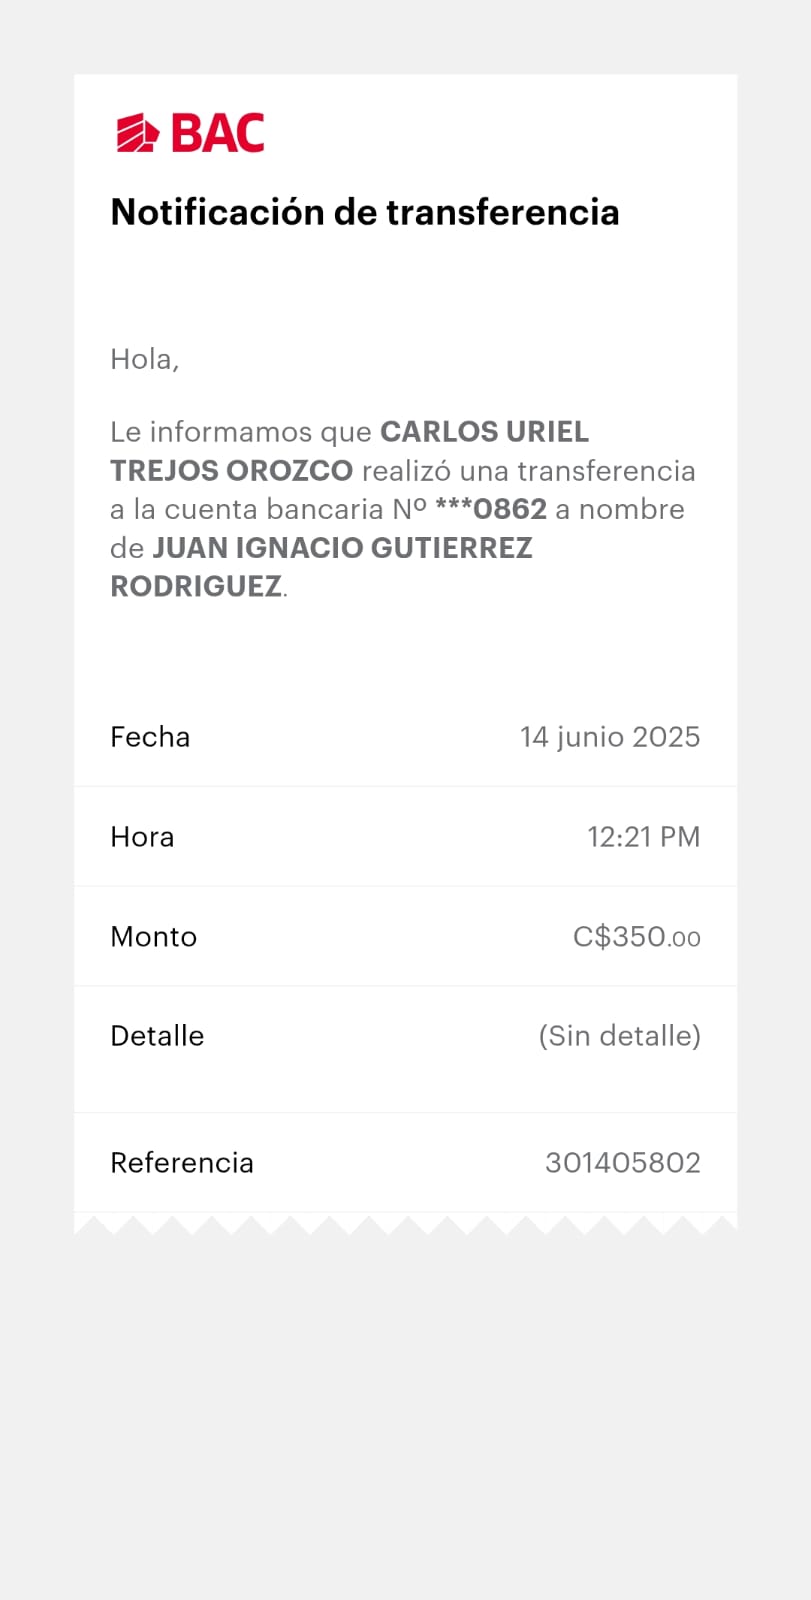 BAC
Notificación de transferencia
Hola,
Le informamos que CARLOS URIEL
TREJOS OROZCO realizó una transferencia
a la cuenta bancaria Nº ***0862 a nombre
de JUAN IGNACIO GUTIERREZ
RODRIGUEZ.
Fecha 14 junio 2025
Hora 12:21 PM
Monto C$350.00
Detalle (Sin detalle)
Referencia 301405802